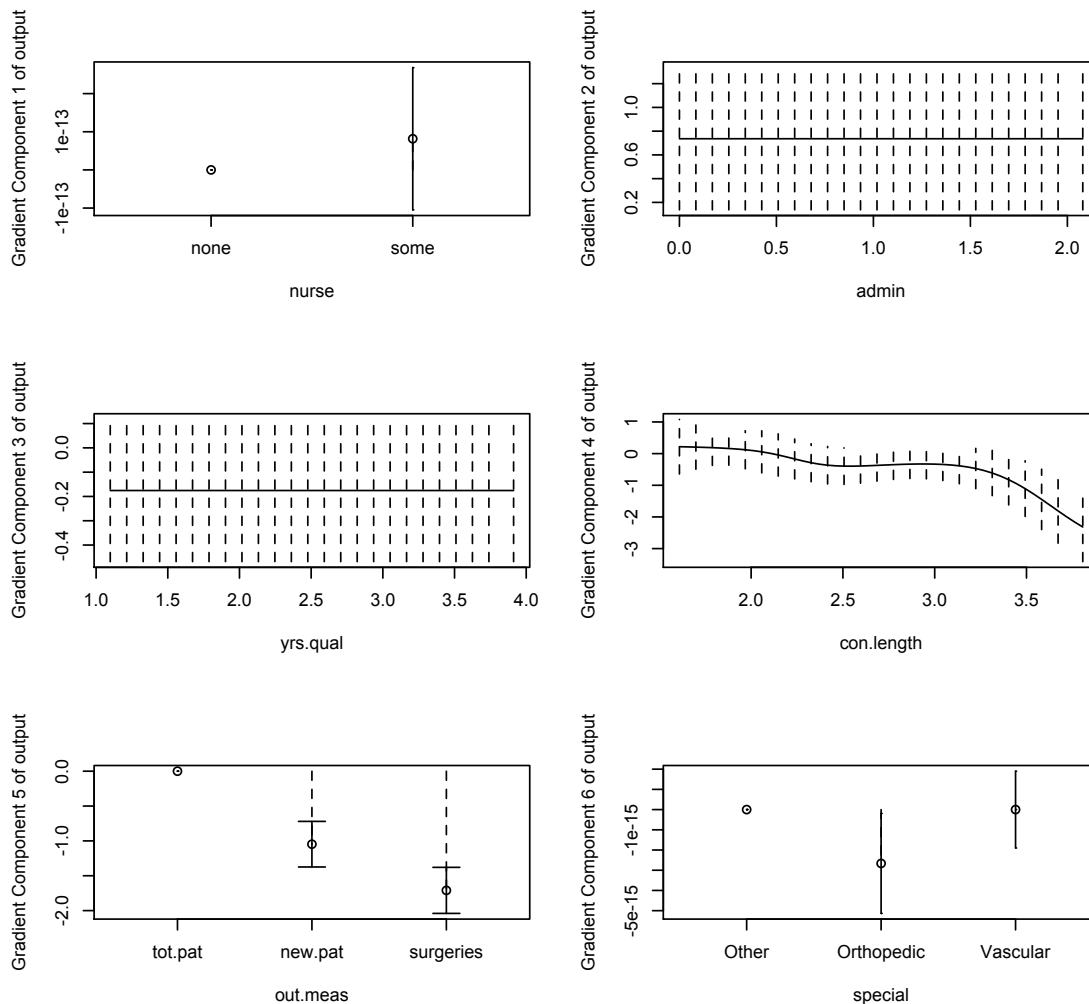 Gradient Component 1 of output
1e-13
-1e-13
none some
nurse
Gradient Component 2 of output
1.0
0.6
0.2
0.0 0.5 1.0 1.5 2.0
admin
Gradient Component 3 of output
0.0
-0.2
-0.4
1.0 1.5 2.0 2.5 3.0 3.5 4.0
yrs.qual
Gradient Component 4 of output
1
0
-1
-2
-3
2.0 2.5 3.0 3.5
con.length
Gradient Component 5 of output
0.0
-1.0
-2.0
tot.pat new.pat surgeries
out.meas
Gradient Component 6 of output
-1e-15
-5e-15
Other Orthopedic Vascular
special